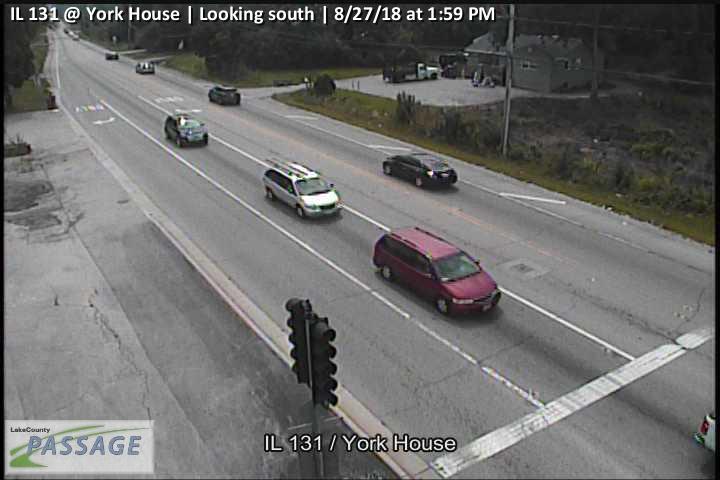 IL 131 @ York House | Looking south | 8/27/18 at 1:59 PM
IL 131 / York House
LakeCounty
PASSAGE